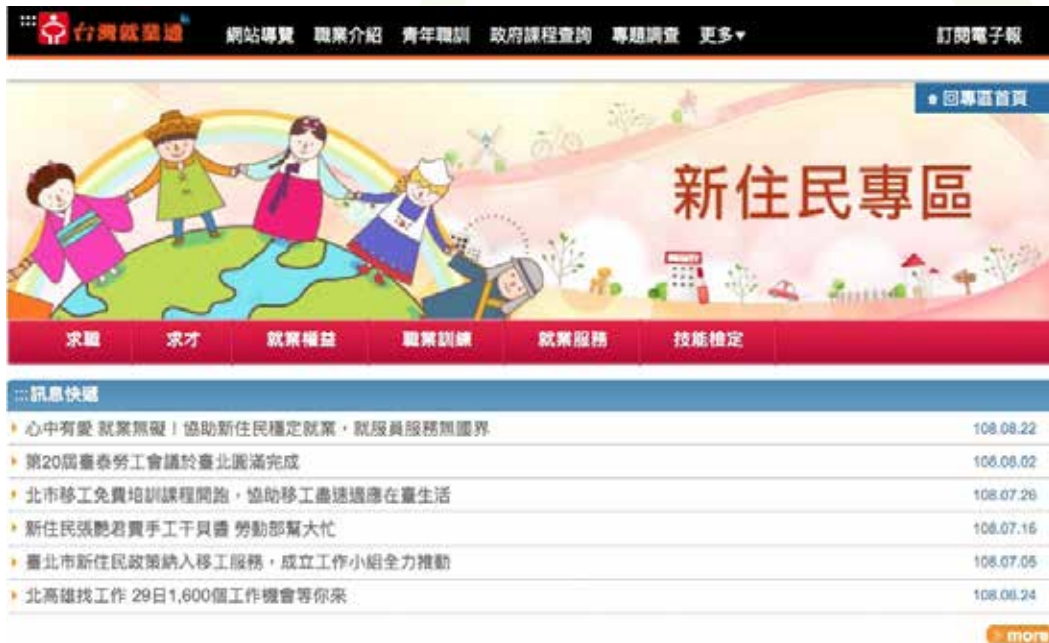 台灣就業通 網站導覽 職業介紹 青年職訓 政府課程查詢 專題調查 更多▾ 訂閱電子報
回專區首頁
新住民專區
求職 求才 就業權益 職業訓練 就業服務 技能檢定
:::訊息快遞
心中有愛 就業無礙!協助新住民穩定就業,就服員服務無國界 108.08.22
第20屆臺泰勞工會議於臺北圓滿完成 108.08.02
北市移工免費培訓課程開跑,協助移工盡速適應在臺生活 108.07.26
新住民張艷君賣手工干貝醬 勞動部幫大忙 108.07.16
臺北市新住民政策納入移工服務,成立工作小組全力推動 108.07.05
北高雄找工作 29日1,600個工作機會等你來 108.06.24
more